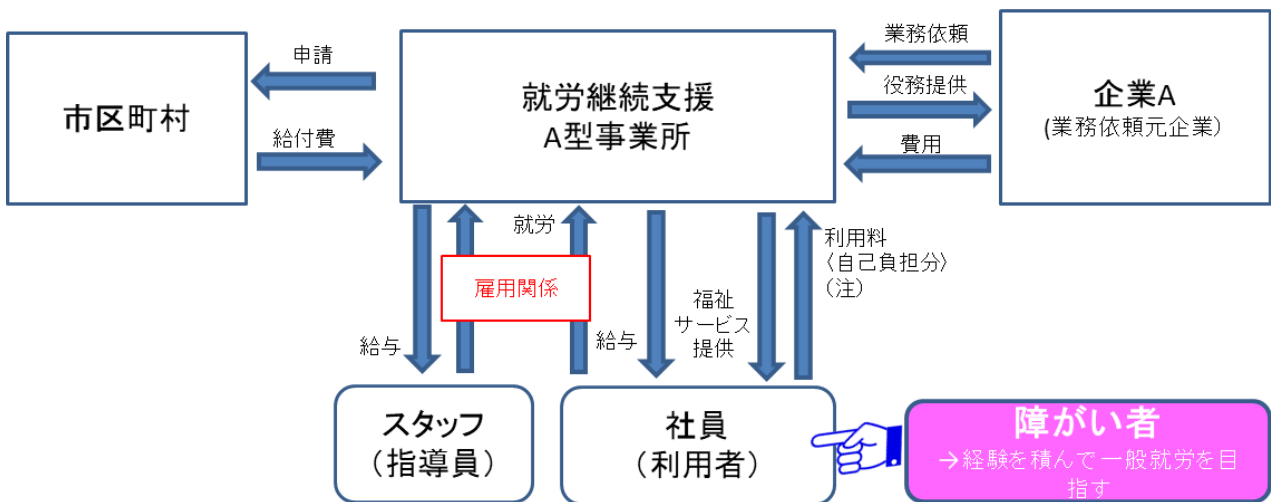 申請
市区町村
給付費
就労継続支援
A型事業所
業務依頼
役務提供
費用
企業A
(業務依頼元企業)
就労
雇用関係
給与
給与
福祉
サービス
提供
利用料
〈自己負担分〉
(注)
スタッフ
(指導員)
社員
(利用者)
障がい者
→経験を積んで一般就労を目
指す